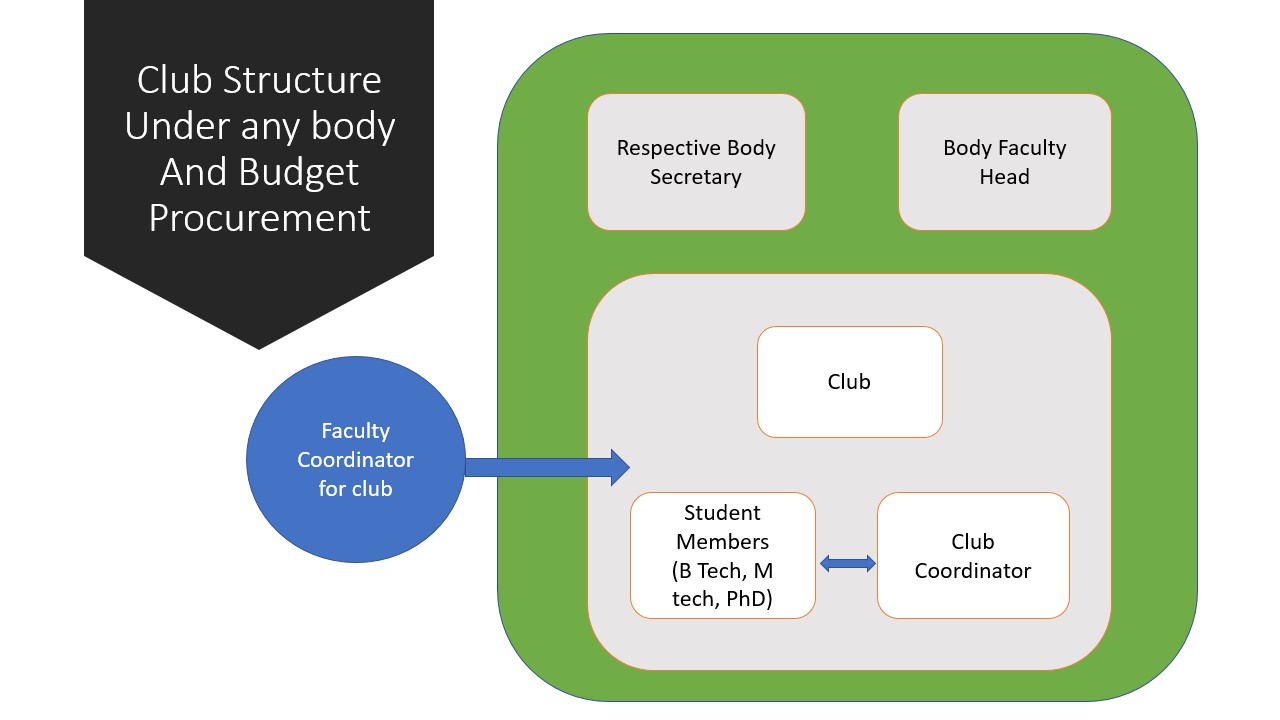 Club Structure
Under any body
And Budget
Procurement
Respective Body
Secretary
Body Faculty
Head
Club
Faculty
Coordinator
for club
Student
Members
(B Tech, M
tech, PhD)
Club
Coordinator